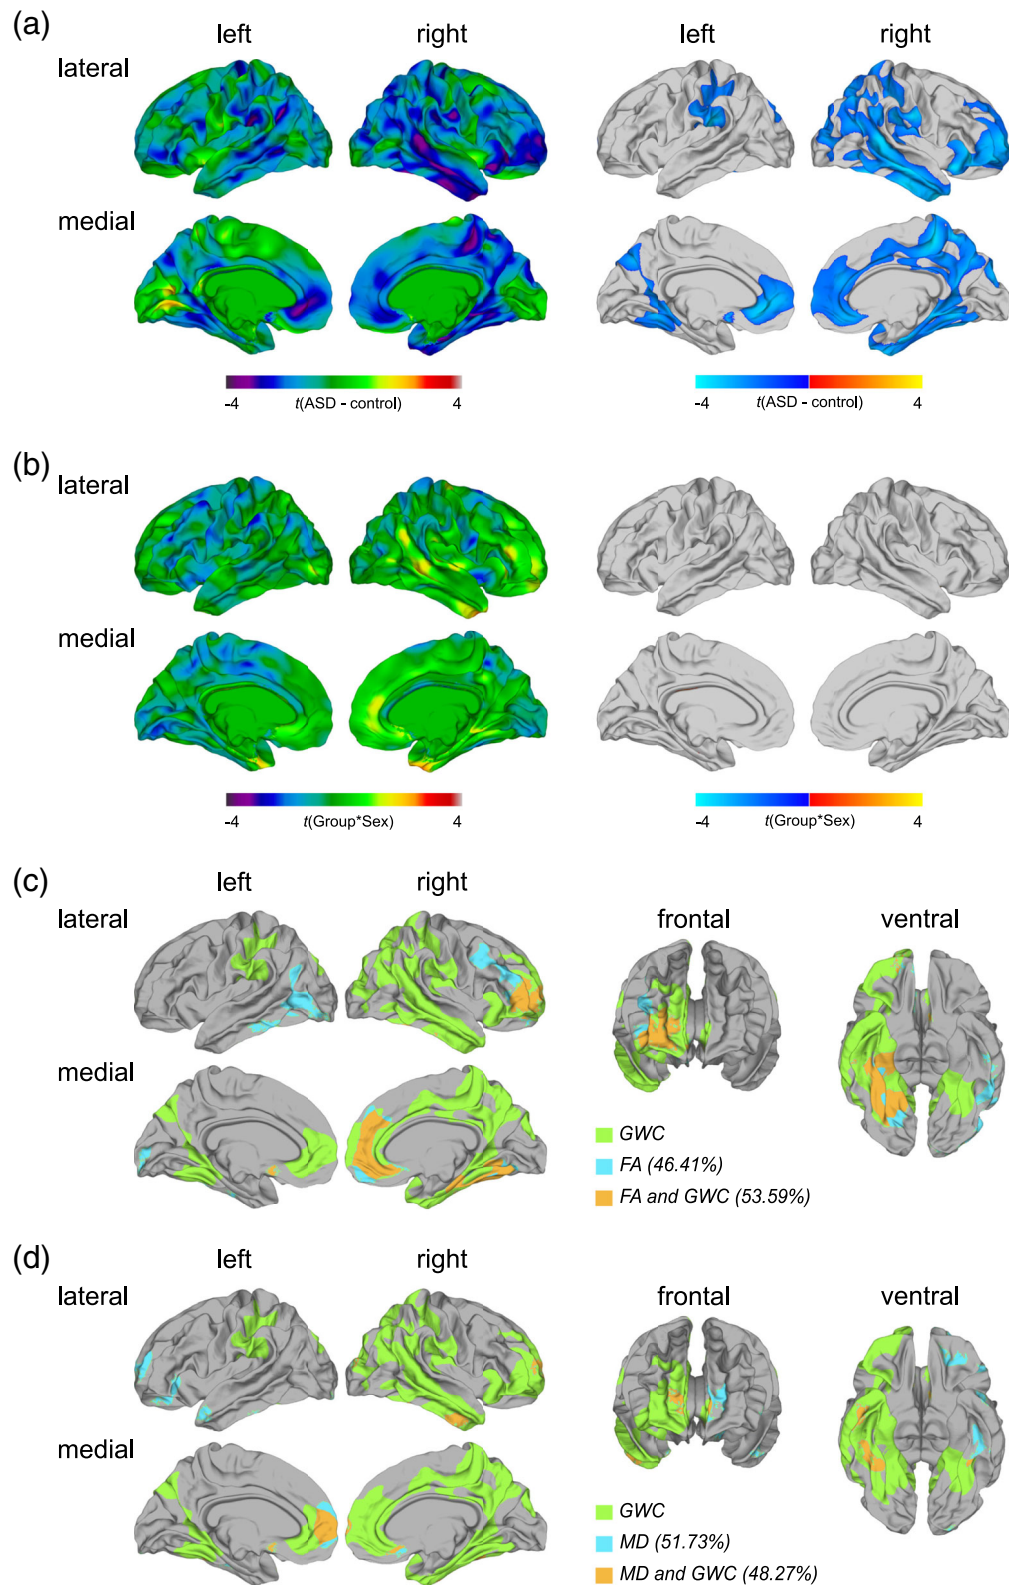 (a)
left right left right
lateral
medial
-4 t(ASD - control) 4 -4 t(ASD - control) 4
(b)
lateral
medial
-4 t(Group*Sex) 4 -4 t(Group*Sex) 4
(c)
left right
lateral
frontal ventral
medial
GWC
FA (46.41%)
FA and GWC (53.59%)
(d)
left right
lateral
frontal ventral
medial
GWC
MD (51.73%)
MD and GWC (48.27%)